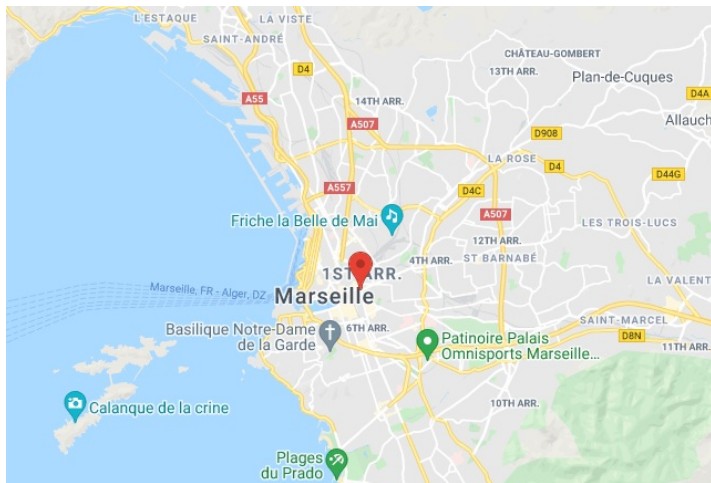 L'ESTAQUE
LA VISTE
SAINT-ANDRÉ
CHÂTEAU-GOMBERT
D4
13TH ARR.
Plan-de-Cuques
D4A
A55
14TH ARR.
Allauch
A507
D908
LA ROSE
D4
D44G
A557
D4C
Friche la Belle de Mai
A507
LES TROIS-LUCS
12TH ARR.
4TH ARR.
ST BARNABÉ
1ST ARR.
LA VALENT
Marseille, FR - Alger, DZ
Marseille
SAINT-MARCEL
Basilique Notre-Dame
de la Garde
6TH ARR.
Patinoire Palais
Omnisports Marseille...
D8N
11TH ARR.
Calanque de la crine
10TH ARR.
Plages
du Prado